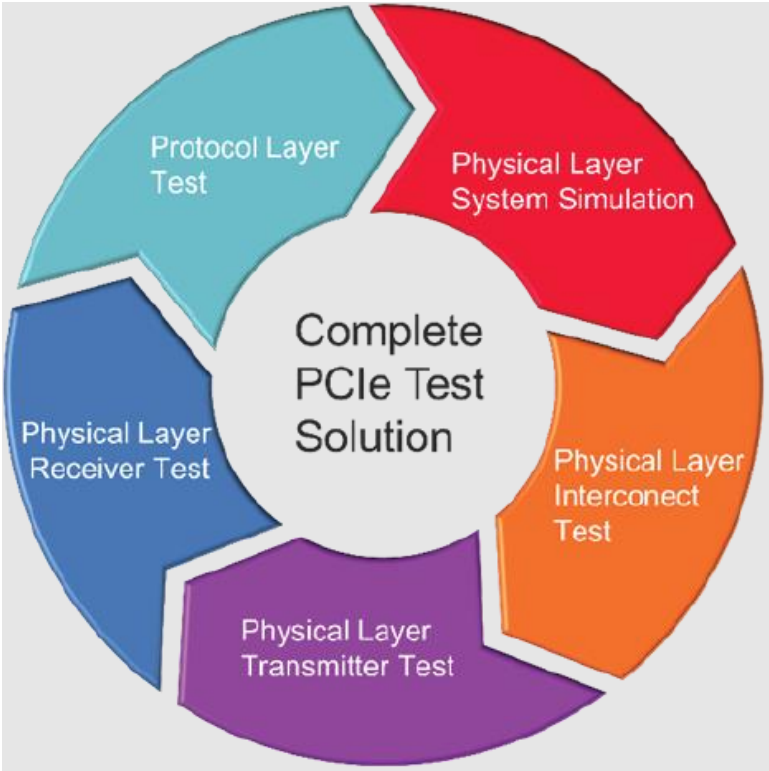 Protocol Layer
Test
Physical Layer
System Simulation
Complete
PCIe Test
Solution
Physical Layer
Receiver Test
Physical Layer
Interconect
Test
Physical Layer
Transmitter Test